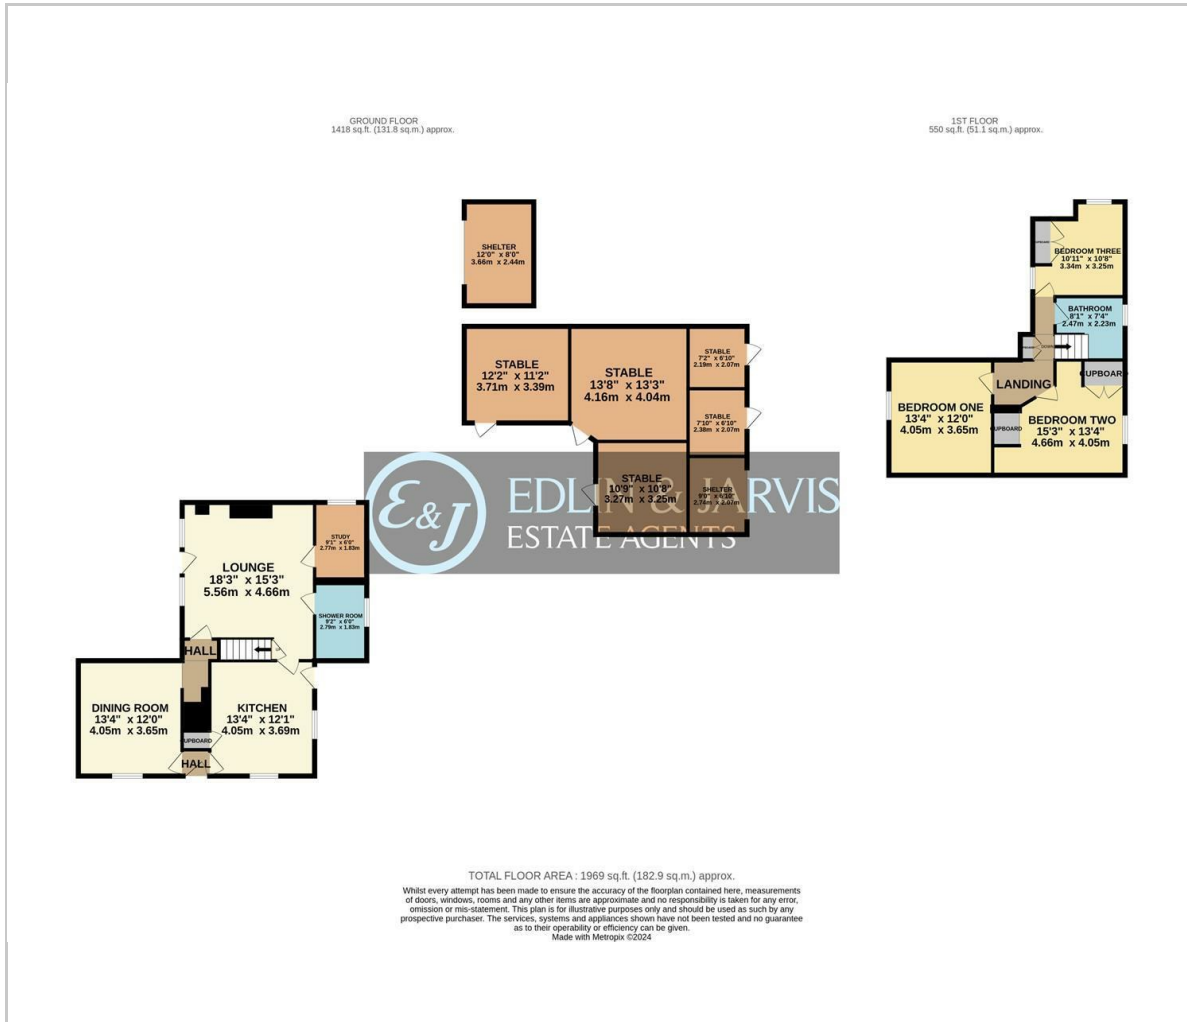 GROUND FLOOR
1418 sq.ft. (131.8 sq.m.) approx.
1ST FLOOR
550 sq.ft. (51.1 sq.m.) approx.
SHELTER
12'0" x 8'0"
3.66m x 2.44m
STABLE
12'2" x 11'2"
3.71m x 3.39m
STABLE
13'8" x 13'3"
4.16m x 4.04m
STABLE
7'2" x 6'10"
2.19m x 2.07m
STABLE
7'10" x 6'10"
2.38m x 2.07m
STABLE
10'9" x 10'8"
3.27m x 3.25m
SHELTER
9'0" x 6'10"
2.74m x 2.07m
E&J
EDLIN & JARVIS
ESTATE AGENTS
LOUNGE
18'3" x 15'3"
5.56m x 4.66m
STUDY
9'1" x 6'0"
2.77m x 1.83m
SHOWER ROOM
9'2" x 6'0"
2.79m x 1.83m
HALL
DINING ROOM
13'4" x 12'0"
4.05m x 3.65m
KITCHEN
13'4" x 12'1"
4.05m x 3.69m
CUPBOARD
HALL
BEDROOM THREE
10'11" x 10'8"
3.34m x 3.25m
BATHROOM
8'1" x 7'4"
2.47m x 2.23m
CUPBOARD
LANDING
BEDROOM ONE
13'4" x 12'0"
4.05m x 3.65m
BEDROOM TWO
15'3" x 13'4"
4.66m x 4.05m
CUPBOARD
TOTAL FLOOR AREA : 1969 sq.ft. (182.9 sq.m.) approx.
Whilst every attempt has been made to ensure the accuracy of the floorplan contained here, measurements
of doors, windows, rooms and any other items are approximate and no responsibility is taken for any error,
omission or mis-statement. This plan is for illustrative purposes only and should be used as such by any
prospective purchaser. The services, systems and appliances shown have not been tested and no guarantee
as to their operability or efficiency can be given.
Made with Metropix ©2024